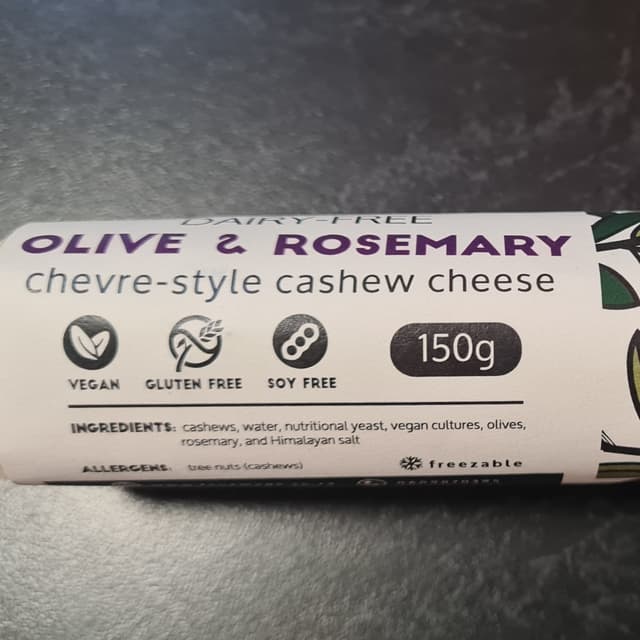 DAIRY-FREE
OLIVE & ROSEMARY
chevre-style cashew cheese
150g
VEGAN GLUTEN FREE SOY FREE
INGREDIENTS: cashews, water, nutritional yeast, vegan cultures, olives,
rosemary, and Himalayan salt
ALLERGENS: tree nuts (cashews)
freezable